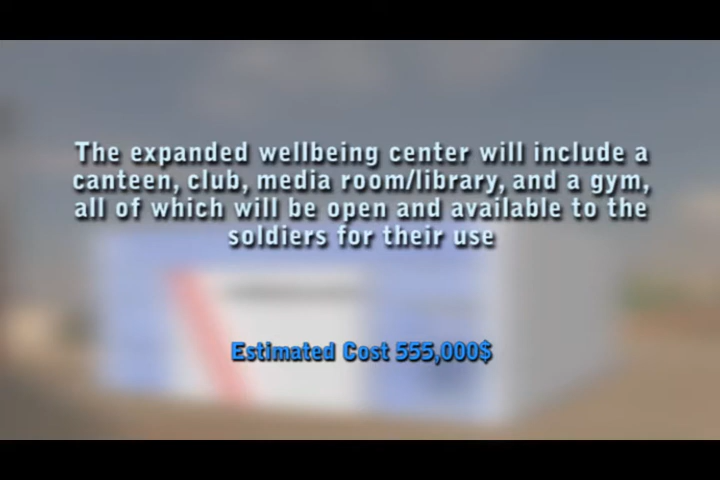 The expanded wellbeing center will include a
canteen, club, media room/library, and a gym,
all of which will be open and available to the
soldiers for their use
Estimated Cost 555,000$